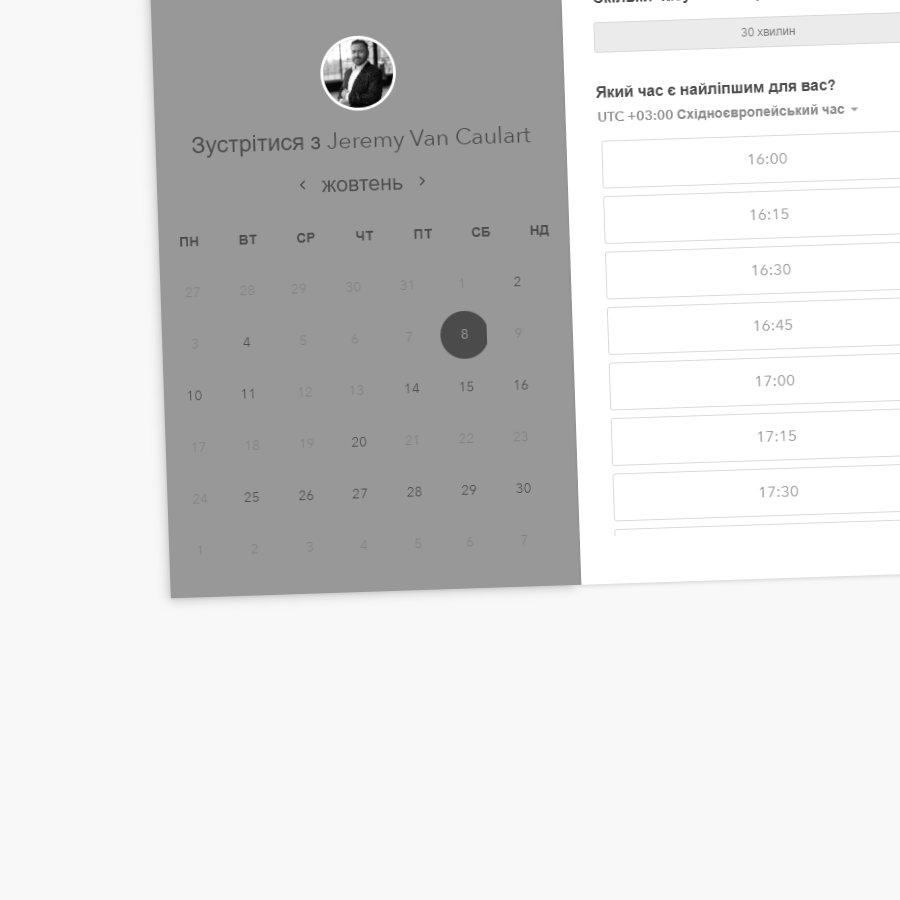 Зустрітися з Jeremy Van Caulart
‹ жовтень ›
ПН ВТ СР ЧТ ПТ СБ НД
27 28 29 30 31 1 2
3 4 5 6 7 8 9
10 11 12 13 14 15 16
17 18 19 20 21 22 23
24 25 26 27 28 29 30
1 2 3 4 5 6 7
30 хвилин
Який час є найліпшим для вас?
UTC +03:00 Східноєвропейський час
16:00
16:15
16:30
16:45
17:00
17:15
17:30